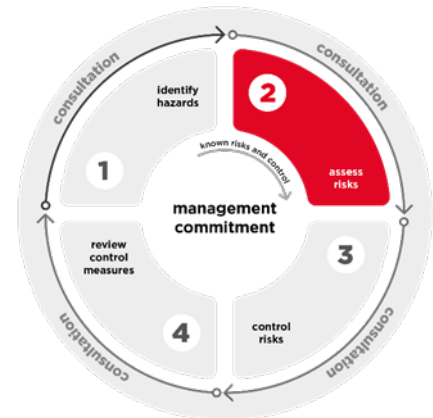 consultation
consultation
identify
hazards
1
2
assess
risks
known risks and control
management
commitment
review
control
measures
4
3
control
risks
consultation
consultation